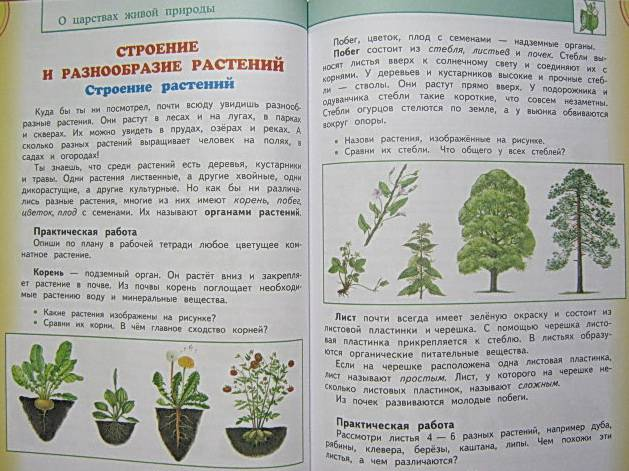 О царствах живой природы
СТРОЕНИЕ
И РАЗНООБРАЗИЕ РАСТЕНИЙ
Строение растений
Куда бы ты ни посмотрел, почти всюду увидишь разнооб-
разные растения. Они растут в лесах и на лугах, в парках
и скверах. Их можно увидеть в прудах, озёрах и реках. А
сколько разных растений выращивает человек на полях, в
садах и огородах!
Ты знаешь, что среди растений есть деревья, кустарники
и травы. Одни растения лиственные, а другие хвойные, одни
дикорастущие, а другие культурные. Но как бы ни различа-
лись разные растения, многие из них имеют корень, побег,
цветок, плод с семенами. Их называют органами растений.
Практическая работа
Опиши по плану в рабочей тетради любое цветущее ком-
натное растение.
Корень — подземный орган. Он растёт вниз и закрепля-
ет растение в почве. Из почвы корень поглощает необходи-
мые растению воду и минеральные вещества.
• Какие растения изображены на рисунке?
• Сравни их корни. В чём главное сходство корней?
Побег, цветок, плод с семенами — надземные органы.
Побег состоит из стебля, листьев и почек. Стебли вы-
носят листья вверх к солнечному свету и соединяют их с
корнями. У деревьев и кустарников высокие и прочные стеб-
ли — стволы. Они растут прямо вверх. У подорожника и
одуванчика стебли такие короткие, что совсем незаметны.
Стебли огурцов стелются по земле, а у вьюнка обвиваются
вокруг опоры.
• Назови растения, изображённые на рисунке.
• Сравни их стебли. Что общего у всех стеблей?
Лист почти всегда имеет зелёную окраску и состоит из
листовой пластинки и черешка. С помощью черешка листо-
вая пластинка прикрепляется к стеблю. В листьях образу-
ются органические питательные вещества.
Если на черешке расположена одна листовая пластинка,
лист называют простым. Лист, у которого на черешке не-
сколько листовых пластинок, называют сложным.
Из почек развиваются молодые побеги.
Практическая работа
Рассмотри листья 4 — 6 разных растений, например дуба,
рябины, клевера, берёзы, каштана, липы. Чем похожи эти
листья, а чем различаются?